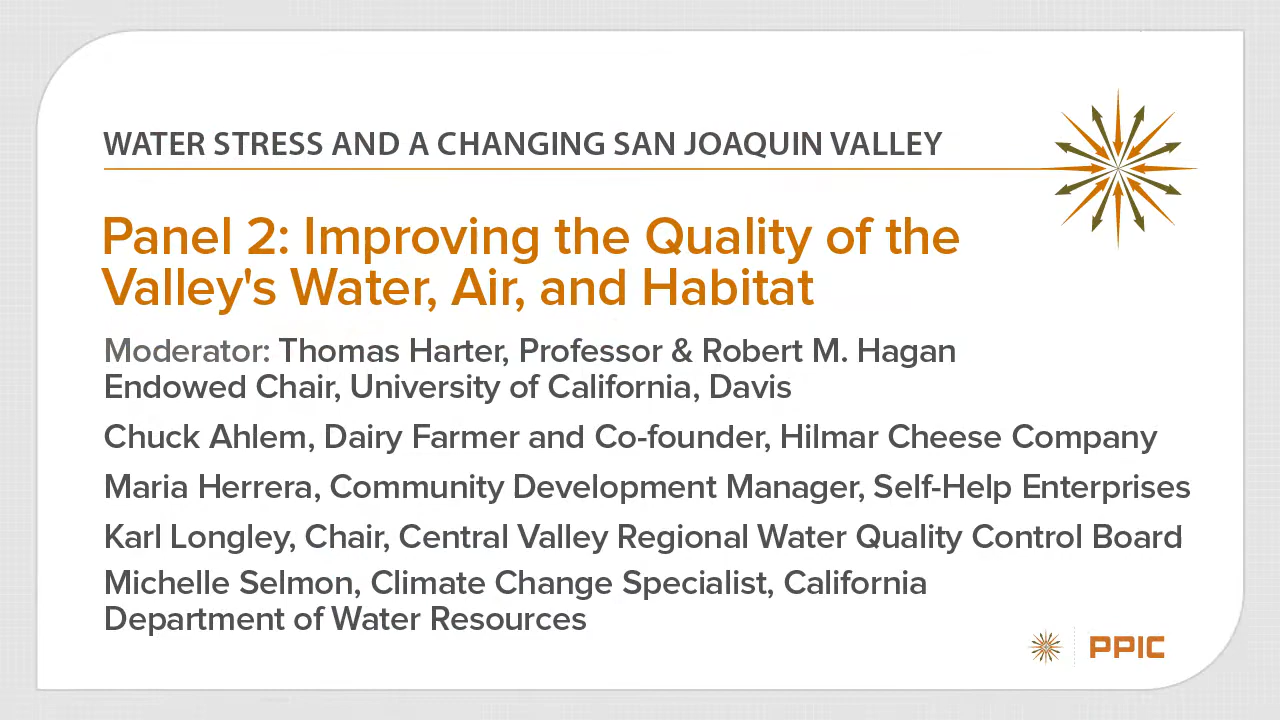 WATER STRESS AND A CHANGING SAN JOAQUIN VALLEY
Panel 2: Improving the Quality of the
Valley's Water, Air, and Habitat
Moderator: Thomas Harter, Professor & Robert M. Hagan
Endowed Chair, University of California, Davis
Chuck Ahlem, Dairy Farmer and Co-founder, Hilmar Cheese Company
Maria Herrera, Community Development Manager, Self-Help Enterprises
Karl Longley, Chair, Central Valley Regional Water Quality Control Board
Michelle Selmon, Climate Change Specialist, California
Department of Water Resources
PPIC